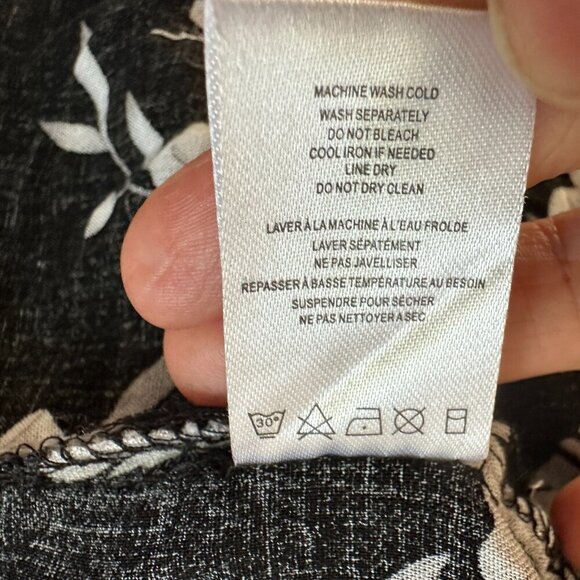 MACHINE WASH COLD
WASH SEPARATELY
DO NOT BLEACH
COOL IRON IF NEEDED
LINE DRY
DO NOT DRY CLEAN
LAVER À LA MACHINE À L'EAU FROLDE
LAVER SÉPATÉMENT
NE PAS JAVELLISER
REPASSER À BASSE TEMPÉRATURE AU BESOIN
SUSPENDRE POUR SÉCHER
NE PAS NETTOYER A SEC
30°